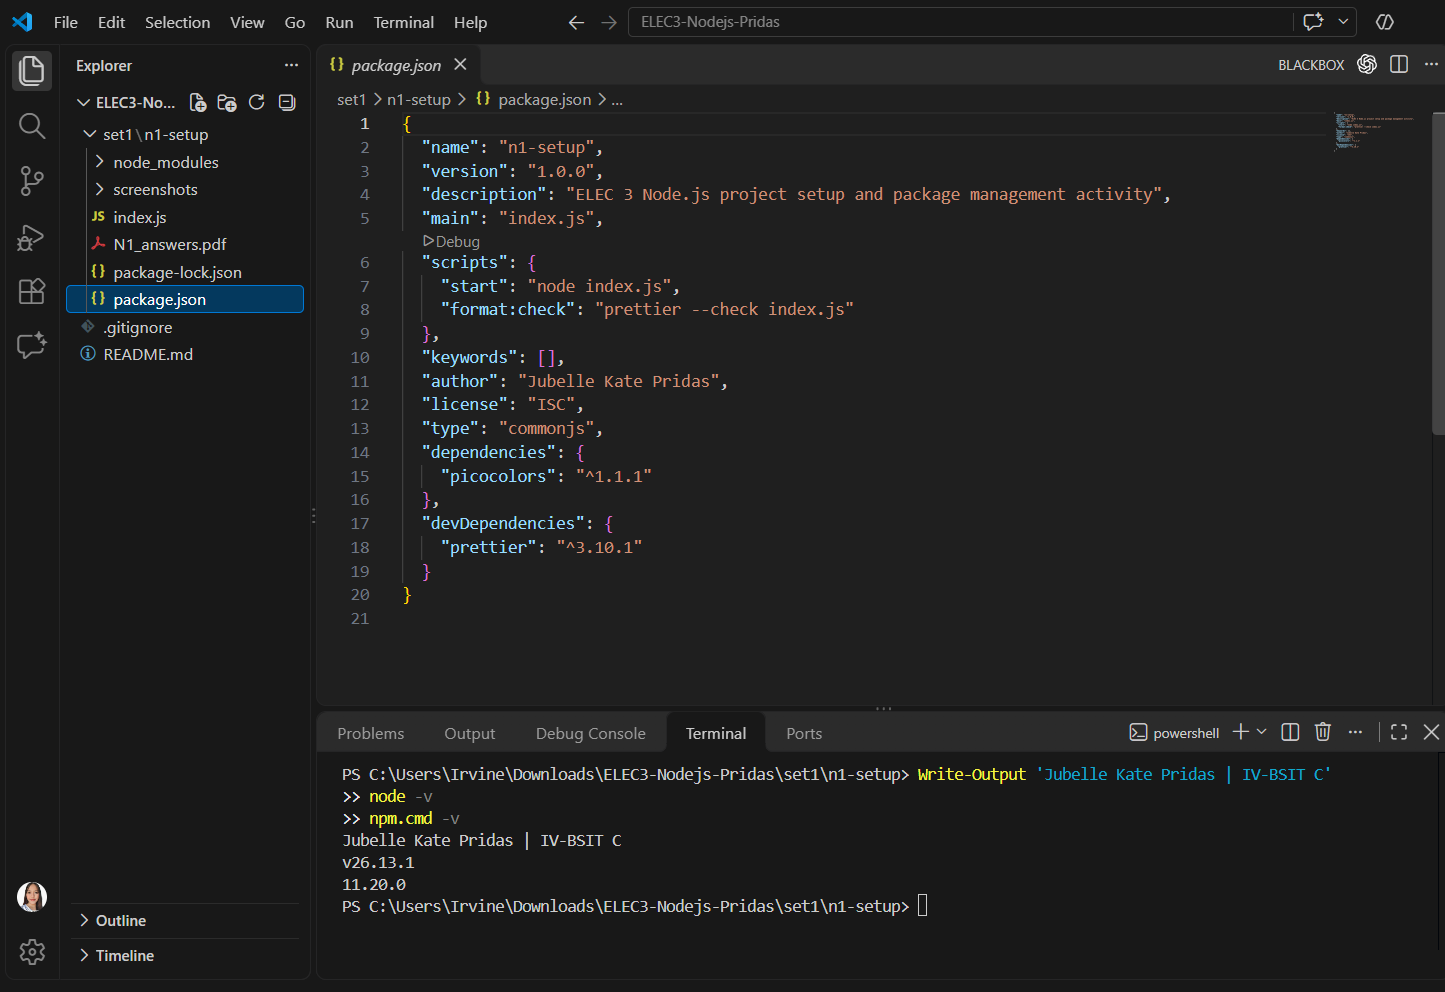 File Edit Selection View Go Run Terminal Help
ELEC3-Nodejs-Pridas
Explorer
ELEC3-No...
set1\n1-setup
node_modules
screenshots
JS index.js
N1_answers.pdf
{} package-lock.json
{} package.json
.gitignore
README.md
Outline
Timeline
{} package.json
BLACKBOX
set1 > n1-setup > {} package.json > ...
1 {
2 "name": "n1-setup",
3 "version": "1.0.0",
4 "description": "ELEC 3 Node.js project setup and package management activity",
5 "main": "index.js",
Debug
6 "scripts": {
7 "start": "node index.js",
8 "format:check": "prettier --check index.js"
9 },
10 "keywords": [],
11 "author": "Jubelle Kate Pridas",
12 "license": "ISC",
13 "type": "commonjs",
14 "dependencies": {
15 "picocolors": "^1.1.1"
16 },
17 "devDependencies": {
18 "prettier": "^3.10.1"
19 }
20 }
21
Problems Output Debug Console Terminal Ports
powershell
PS C:\Users\Irvine\Downloads\ELEC3-Nodejs-Pridas\set1\n1-setup> Write-Output 'Jubelle Kate Pridas | IV-BSIT C'
>> node -v
>> npm.cmd -v
Jubelle Kate Pridas | IV-BSIT C
v26.13.1
11.20.0
PS C:\Users\Irvine\Downloads\ELEC3-Nodejs-Pridas\set1\n1-setup>